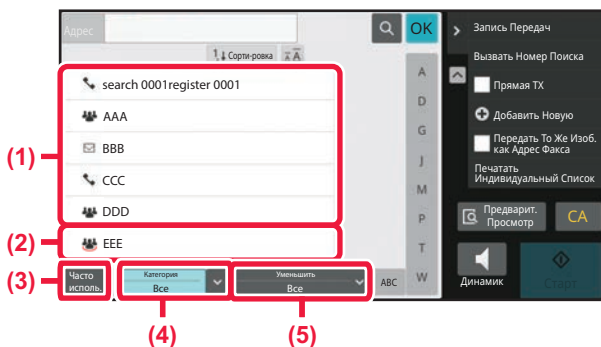 Адрес
OK
1 Сорти-ровка
A
search 0001register 0001
AAA
BBB
CCC
DDD
EEE
(1)
(2)
(3)
(4)
(5)
Часто
исполь.
Категория
Все
Уменьшить
Все
ABC
A
D
G
J
M
P
T
W
Запись Передач
Вызвать Номер Поиска
Прямая TX
Добавить Новую
Передать То Же Изоб.
как Адрес Факса
Печатать
Индивидуальный Список
Предварит.
Просмотр
CA
Динамик
Старт